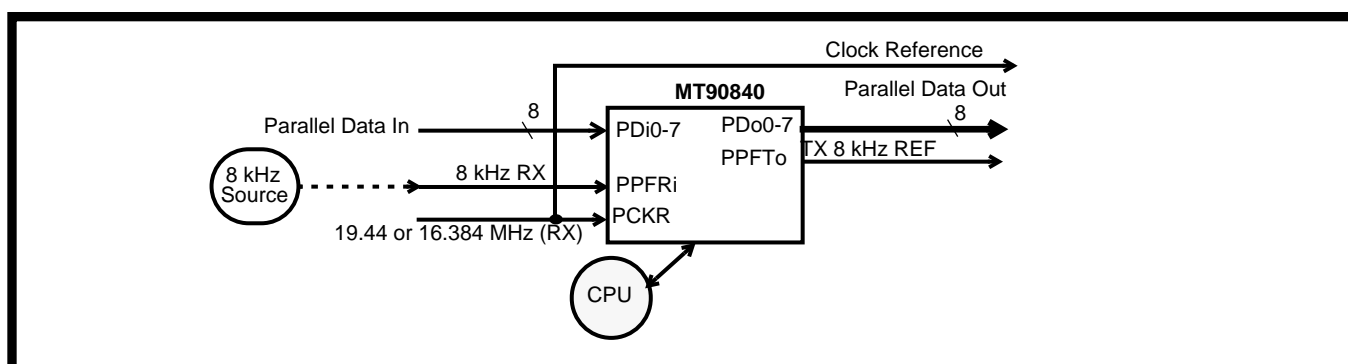 Clock Reference
MT90840
Parallel Data Out
8
8
Parallel Data In
PDi0-7
PDo0-7
PPFTo
TX 8 kHz REF
8 kHz
Source
8 kHz RX
PPFRi
PCKR
19.44 or 16.384 MHz (RX)
CPU